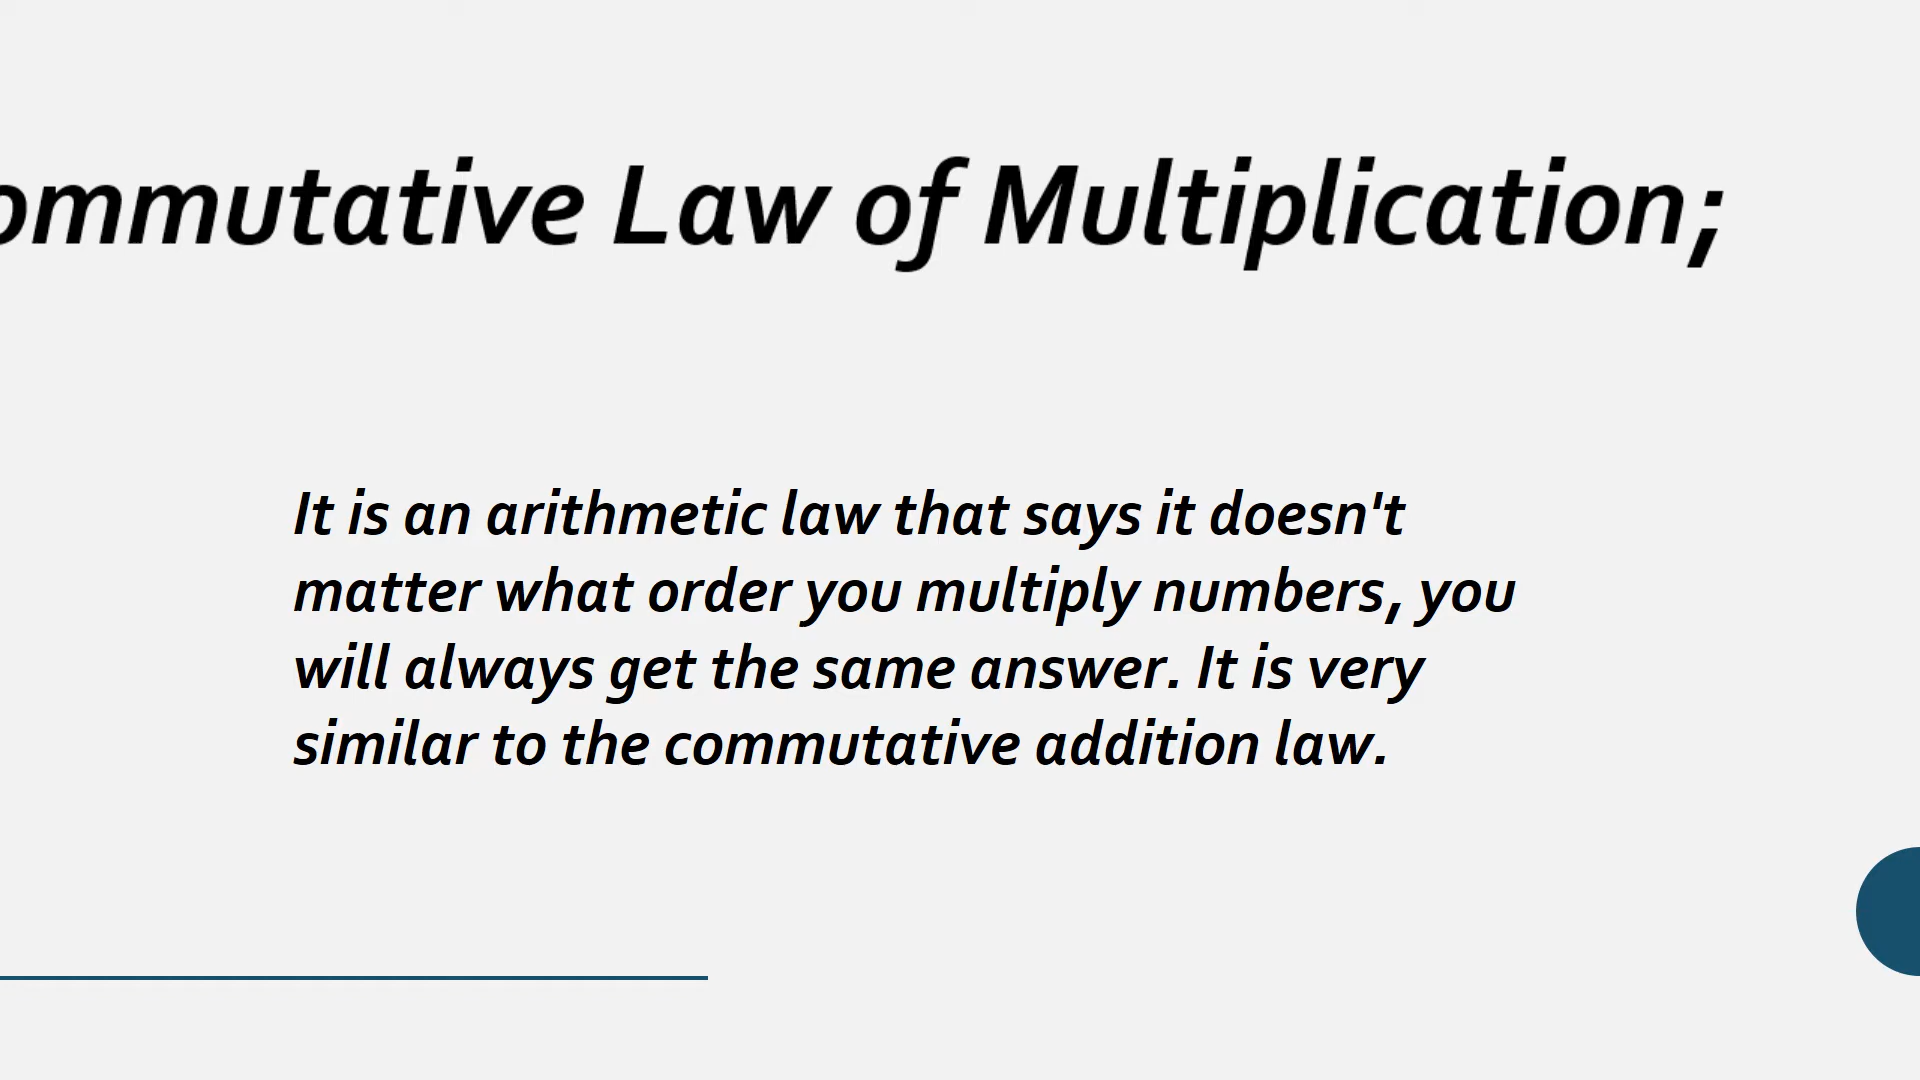 ommutative Law of Multiplication;
It is an arithmetic law that says it doesn't
matter what order you multiply numbers, you
will always get the same answer. It is very
similar to the commutative addition law.